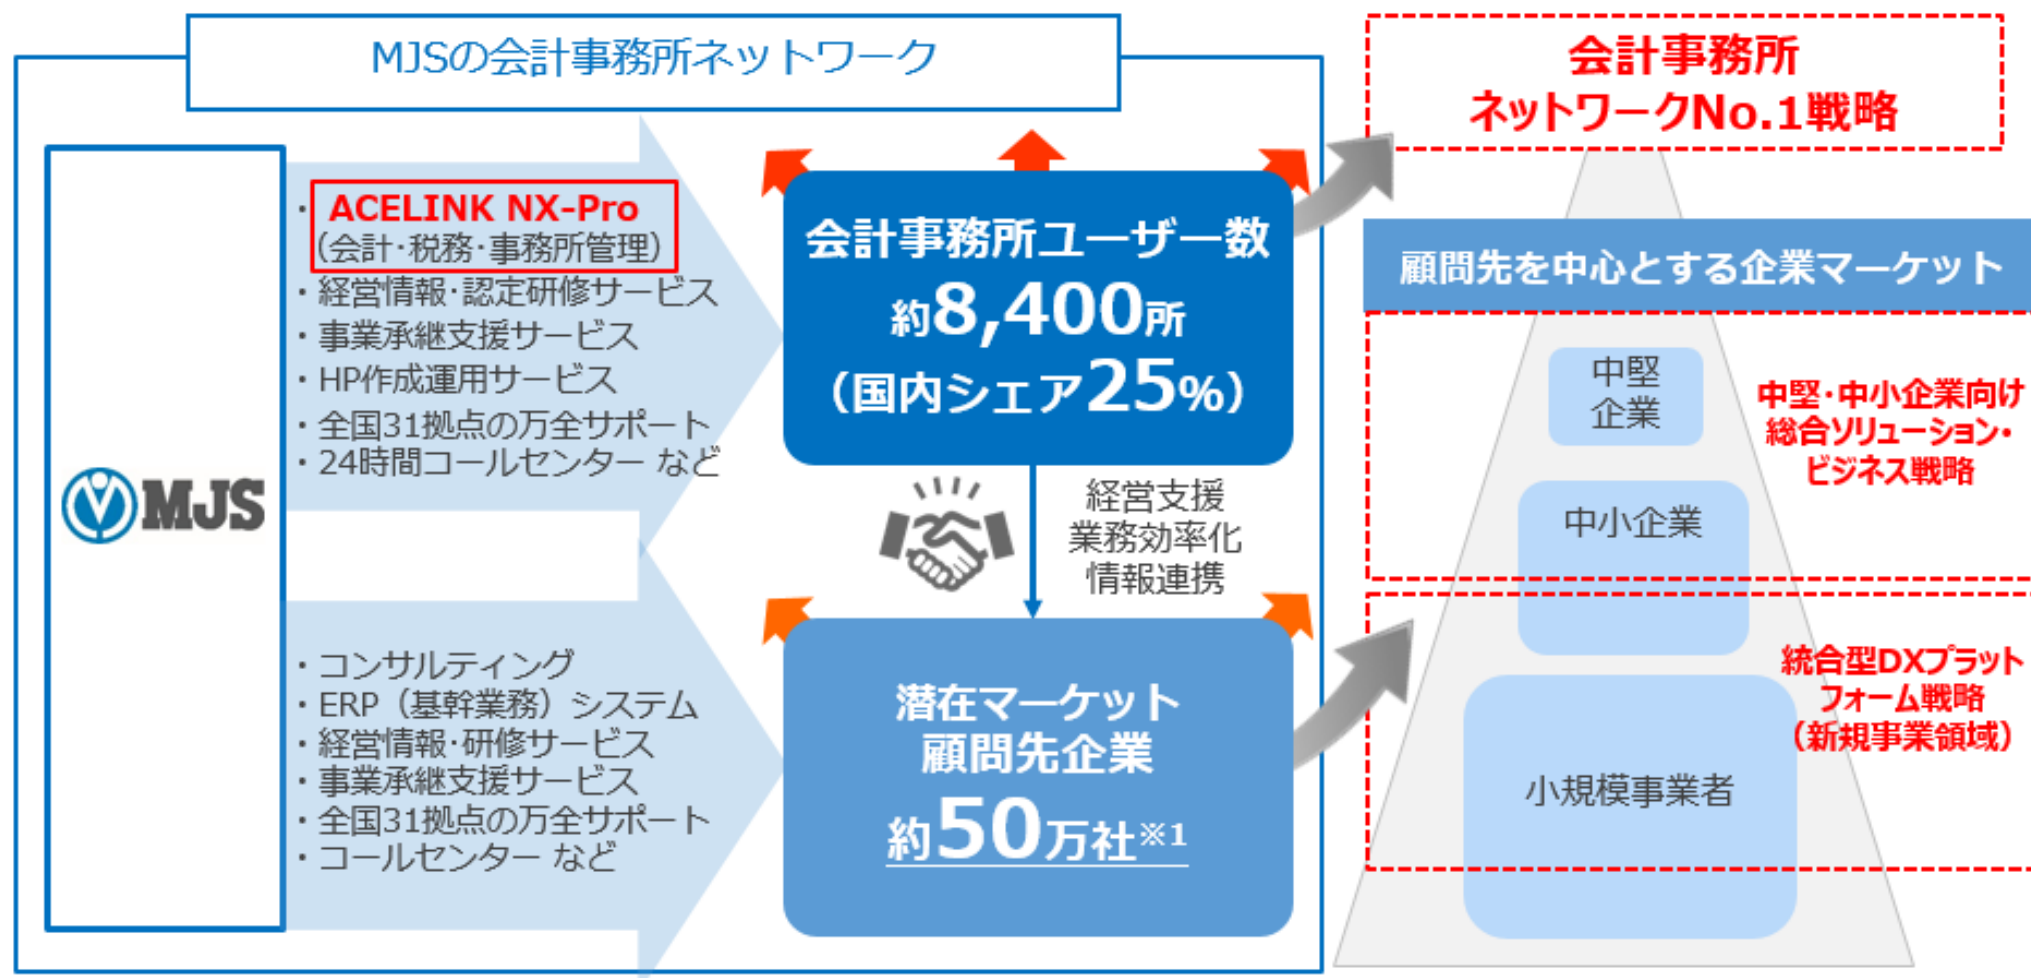 MJSの会計事務所ネットワーク
MJS
・ACELINK NX-Pro
（会計・税務・事務所管理）
・経営情報・認定研修サービス
・事業承継支援サービス
・HP作成運用サービス
・全国31拠点の万全サポート
・24時間コールセンター など
・コンサルティング
・ERP（基幹業務）システム
・経営情報・研修サービス
・事業承継支援サービス
・全国31拠点の万全サポート
・コールセンター など
会計事務所ユーザー数
約8,400所
（国内シェア25%）
経営支援
業務効率化
情報連携
潜在マーケット
顧問先企業
約50万社※1
会計事務所
ネットワークNo.1戦略
顧問先を中心とする企業マーケット
中堅
企業
中堅・中小企業向け
総合ソリューション・
ビジネス戦略
中小企業
統合型DXプラット
フォーム戦略
（新規事業領域）
小規模事業者